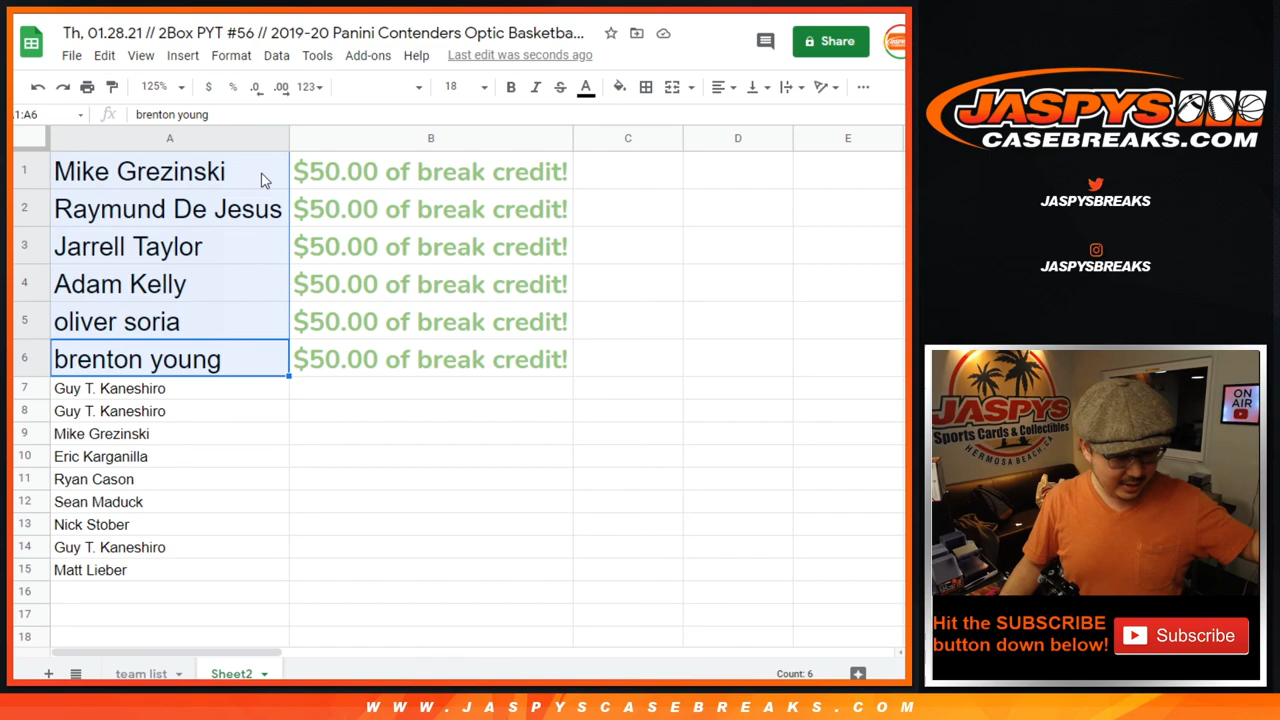 Th, 01.28.21 // 2Box PYT #56 // 2019-20 Panini Contenders Optic Basketba...
File Edit View Insert Format Data Tools Add-ons Help Last edit was seconds ago
Share
125% $ % .0 .00 123 18 B I S A
1:A6 fx brenton young
A B C D E
1 Mike Grezinski $50.00 of break credit!
2 Raymund De Jesus $50.00 of break credit!
3 Jarrell Taylor $50.00 of break credit!
4 Adam Kelly $50.00 of break credit!
5 oliver soria $50.00 of break credit!
6 brenton young $50.00 of break credit!
7 Guy T. Kaneshiro
8 Guy T. Kaneshiro
9 Mike Grezinski
10 Eric Karganilla
11 Ryan Cason
12 Sean Maduck
13 Nick Stober
14 Guy T. Kaneshiro
15 Matt Lieber
16
17
18
+ team list Sheet2 Count: 6
JASPYS
CASEBREAKS.COM
JASPYSBREAKS
JASPYSBREAKS
JASPYS
Sports Cards & Collectibles
HERMOSA BEACH, CA
ON
AIR
Hit the SUBSCRIBE
button down below!
Subscribe
WWW.JASPYSCASEBREAKS.COM